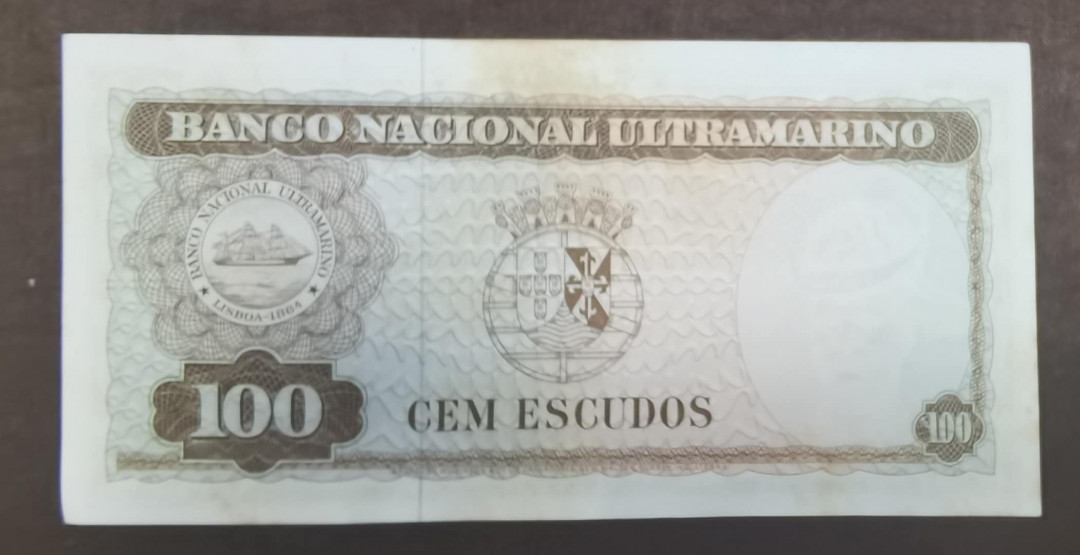 BANCO NACIONAL ULTRAMARINO
BANCO NACIONAL ULTRAMARINO
LISBOA-1864
100
CEM ESCUDOS
100